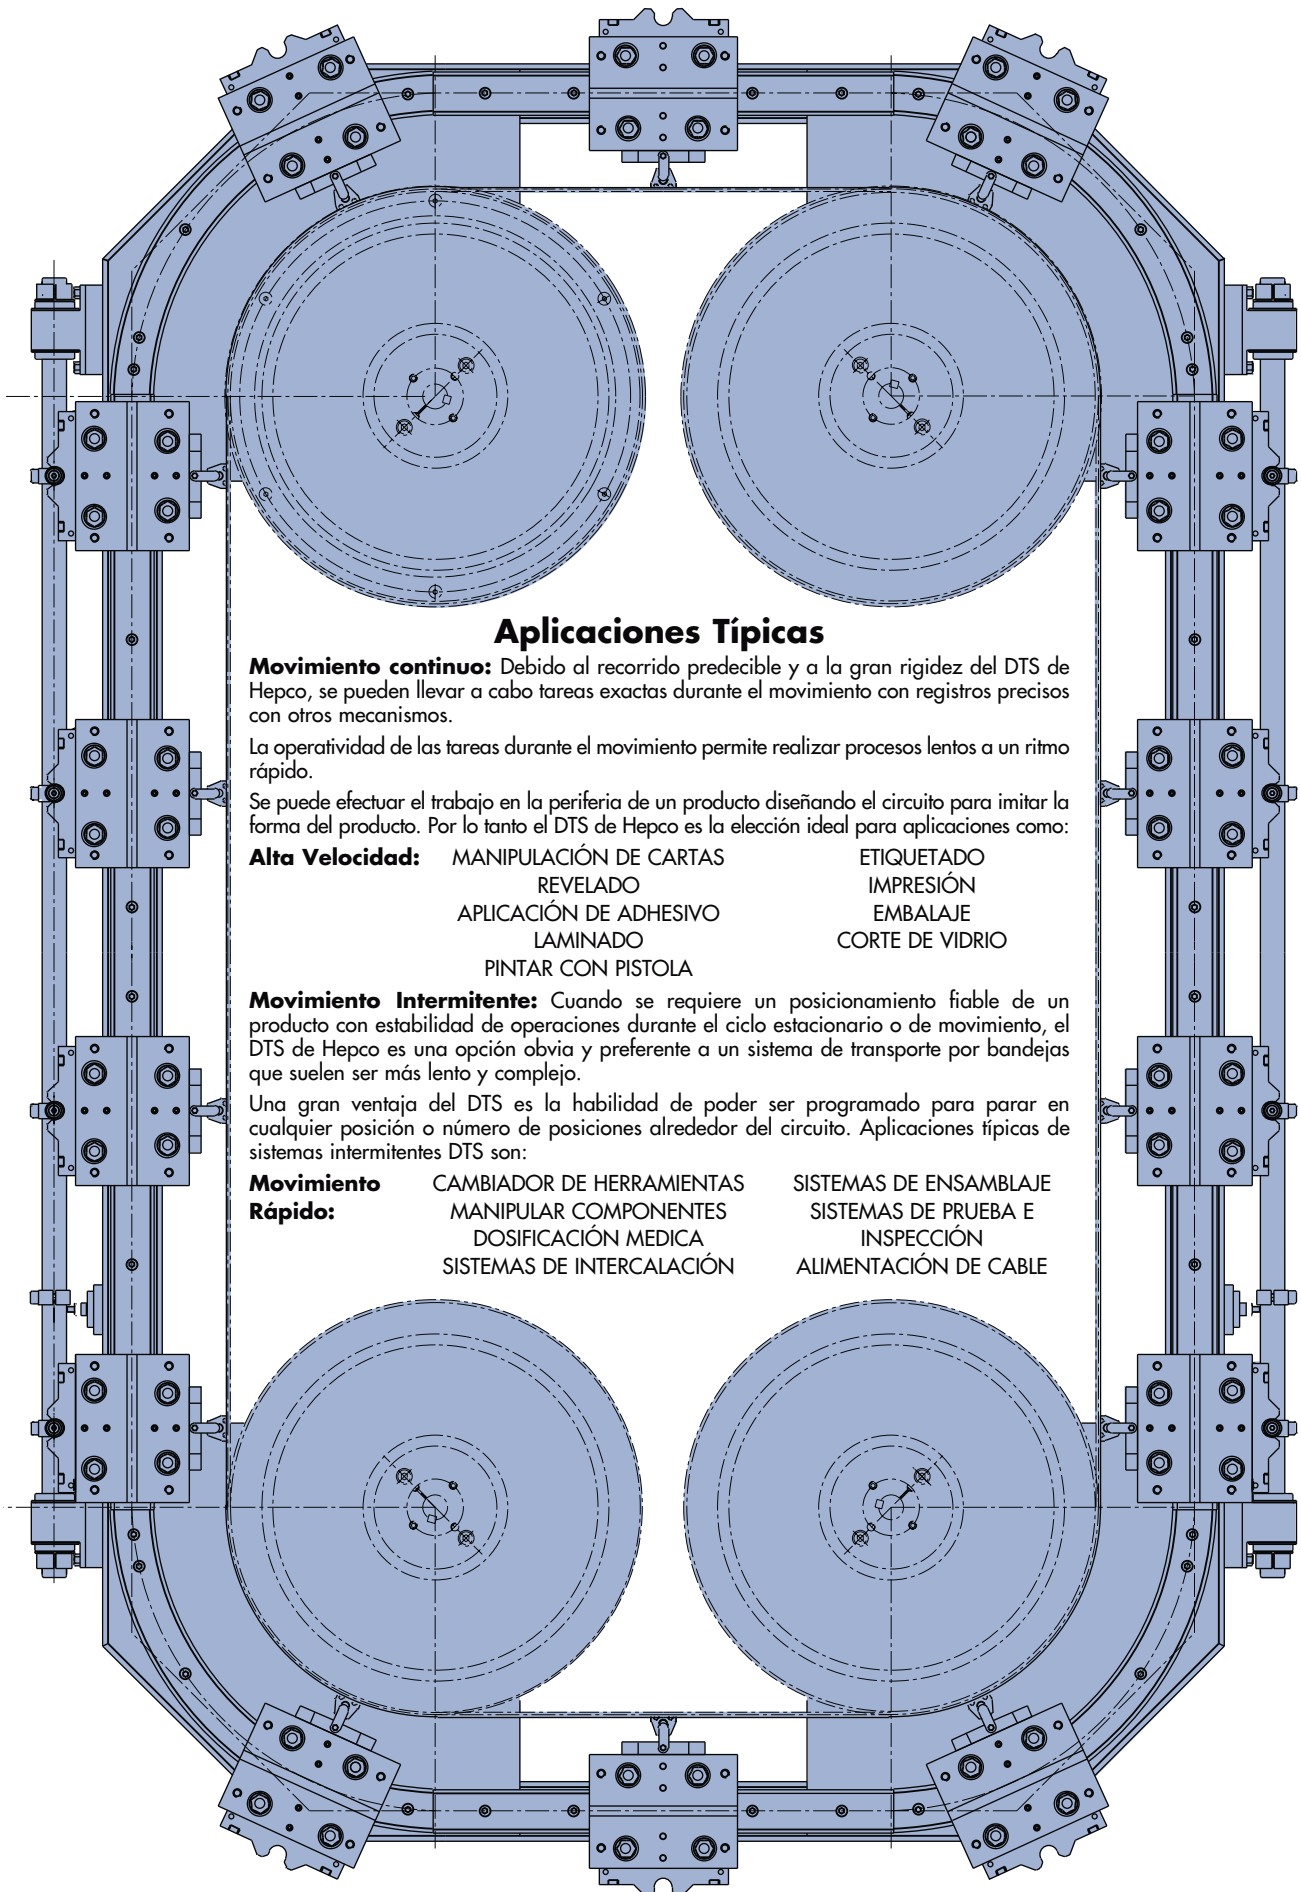 Aplicaciones Típicas
Movimiento continuo: Debido al recorrido predecible y a la gran rigidez del DTS de
Hepco, se pueden llevar a cabo tareas exactas durante el movimiento con registros precisos
con otros mecanismos.
La operatividad de las tareas durante el movimiento permite realizar procesos lentos a un ritmo
rápido.
Se puede efectuar el trabajo en la periferia de un producto diseñando el circuito para imitar la
forma del producto. Por lo tanto el DTS de Hepco es la elección ideal para aplicaciones como:
Alta Velocidad: MANIPULACIÓN DE CARTAS ETIQUETADO
REVELADO IMPRESIÓN
APLICACIÓN DE ADHESIVO EMBALAJE
LAMINADO CORTE DE VIDRIO
PINTAR CON PISTOLA
Movimiento Intermitente: Cuando se requiere un posicionamiento fiable de un
producto con estabilidad de operaciones durante el ciclo estacionario o de movimiento, el
DTS de Hepco es una opción obvia y preferente a un sistema de transporte por bandejas
que suelen ser más lento y complejo.
Una gran ventaja del DTS es la habilidad de poder ser programado para parar en
cualquier posición o número de posiciones alrededor del circuito. Aplicaciones típicas de
sistemas intermitentes DTS son:
Movimiento CAMBIADOR DE HERRAMIENTAS SISTEMAS DE ENSAMBLAJE
Rápido: MANIPULAR COMPONENTES SISTEMAS DE PRUEBA E
DOSIFICACIÓN MEDICA INSPECCIÓN
SISTEMAS DE INTERCALACIÓN ALIMENTACIÓN DE CABLE